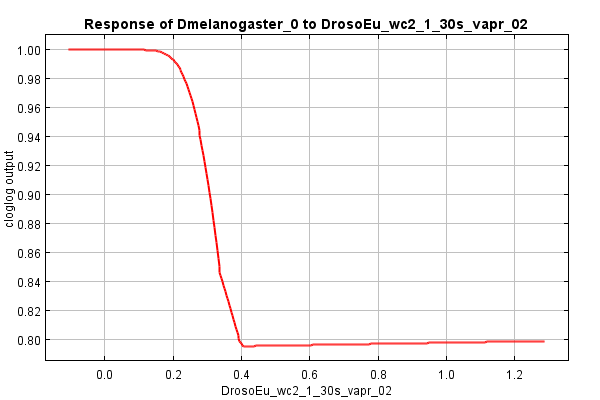 Response of Dmelanogaster_0 to DrosoEu_wc2_1_30s_vapr_02
cloglog output
1.00
0.98
0.96
0.94
0.92
0.90
0.88
0.86
0.84
0.82
0.80
0.0 0.2 0.4 0.6 0.8 1.0 1.2
DrosoEu_wc2_1_30s_vapr_02